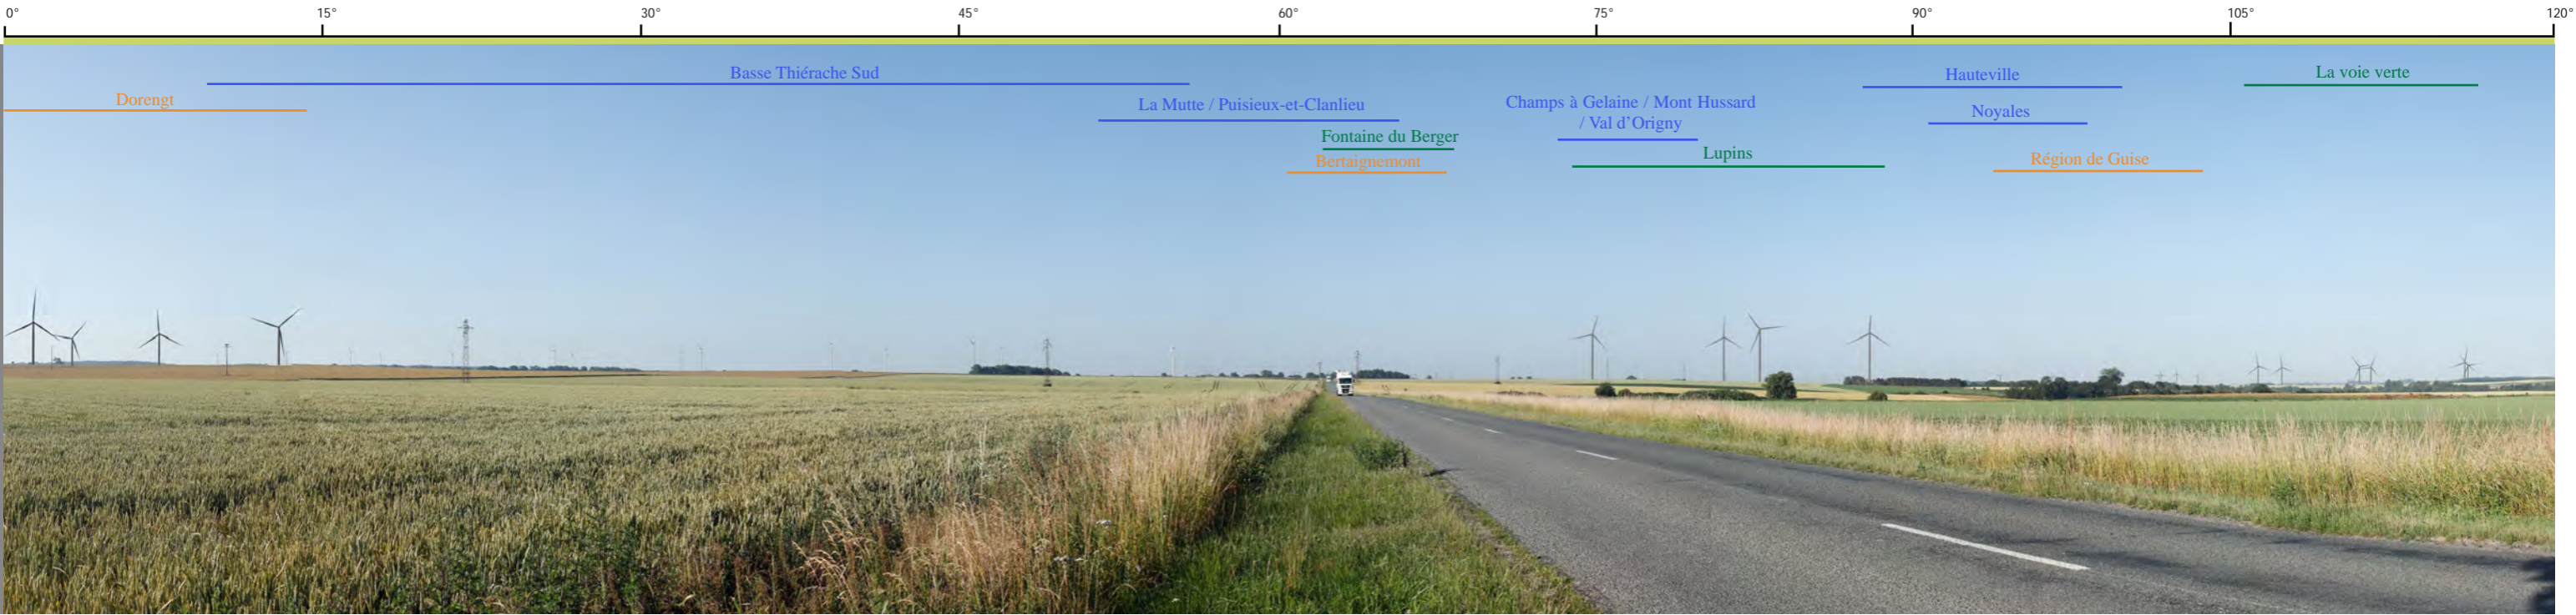 0° 15° 30° 45° 60° 75° 90° 105° 120°
Basse Thiérache Sud
Dorengt
La Mutte / Puisieux-et-Clanlieu
Fontaine du Berger
Bertaignemont
Champs à Gelaine / Mont Hussard
/ Val d'Origny
Lupins
Hauteville
Noyales
Région de Guise
La voie verte